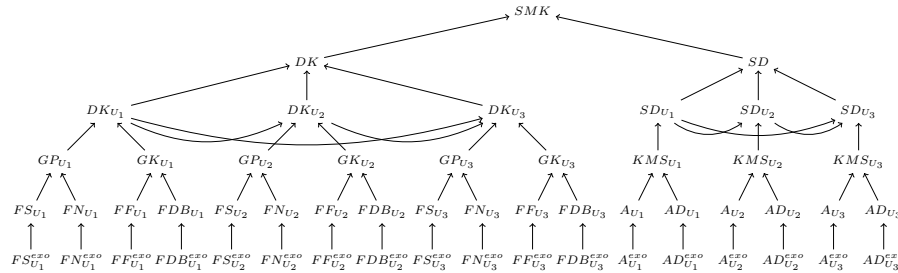 SMK
DK SD
DK_{U_1} DK_{U_2} DK_{U_3} SD_{U_1} SD_{U_2} SD_{U_3}
GP_{U_1} GK_{U_1} GP_{U_2} GK_{U_2} GP_{U_3} GK_{U_3} KMS_{U_1} KMS_{U_2} KMS_{U_3}
FS_{U_1} FN_{U_1} FF_{U_1} FDB_{U_1} FS_{U_2} FN_{U_2} FF_{U_2} FDB_{U_2} FS_{U_3} FN_{U_3} FF_{U_3} FDB_{U_3} A_{U_1} AD_{U_1} A_{U_2} AD_{U_2} A_{U_3} AD_{U_3}
FS^{exo}_{U_1} FN^{exo}_{U_1} FF^{exo}_{U_1} FDB^{exo}_{U_1} FS^{exo}_{U_2} FN^{exo}_{U_2} FF^{exo}_{U_2} FDB^{exo}_{U_2} FS^{exo}_{U_3} FN^{exo}_{U_3} FF^{exo}_{U_3} FDB^{exo}_{U_3} A^{exo}_{U_1} AD^{exo}_{U_1} A^{exo}_{U_2} AD^{exo}_{U_2} A^{exo}_{U_3}